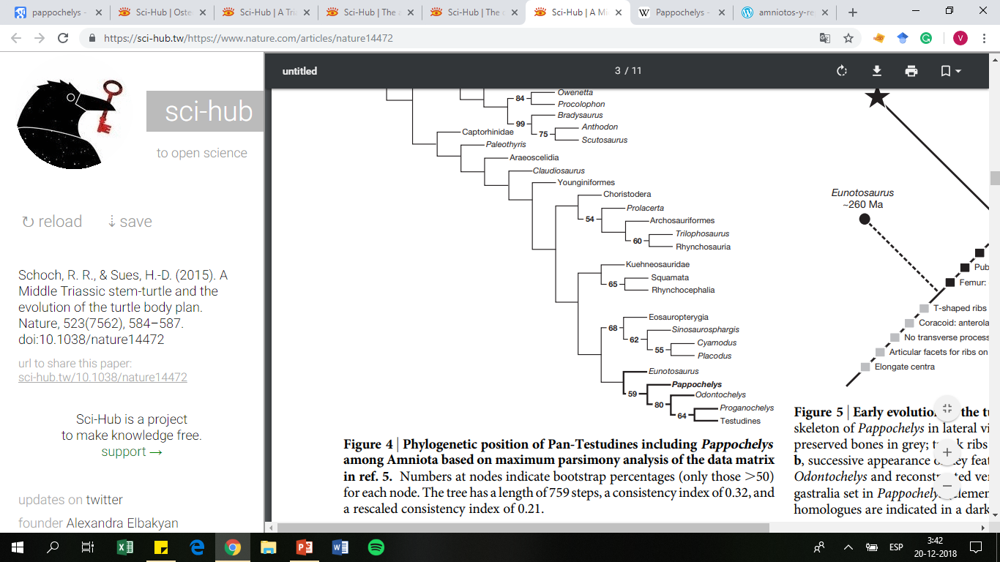 pappochelys -
Sci-Hub | Oste
Sci-Hub | A Tri
Sci-Hub | The
Sci-Hub | The
Sci-Hub | A Mi
W Pappochelys -
amniotos-y-re
https://sci-hub.tw/https://www.nature.com/articles/nature14472
V
sci-hub
to open science
reload
save
Schoch, R. R., & Sues, H.-D. (2015). A
Middle Triassic stem-turtle and the
evolution of the turtle body plan.
Nature, 523(7562), 584–587.
doi:10.1038/nature14472
url to share this paper:
sci-hub.tw/10.1038/nature14472
Sci-Hub is a project
to make knowledge free.
support →
updates on twitter
founder Alexandra Elbakyan
untitled
3 / 11
Owenetta
84
Procolophon
Bradysaurus
99
Anthodon
75
Scutosaurus
Captorhinidae
Paleothyris
Araeoscelidia
Claudiosaurus
Younginiformes
Choristodera
Prolacerta
54
Archosauriformes
Trilophosaurus
60
Rhynchosauria
Kuehneosauridae
Squamata
65
Rhynchocephalia
Eosauropterygia
68
Sinosaurosphargis
62
Cyamodus
55
Placodus
Eunotosaurus
Pappochelys
59
Odontochelys
80
Proganochelys
64
Testudines
Figure 4 | Phylogenetic position of Pan-Testudines including Pappochelys
among Amniota based on maximum parsimony analysis of the data matrix
in ref. 5. Numbers at nodes indicate bootstrap percentages (only those >50)
for each node. The tree has a length of 759 steps, a consistency index of 0.32, and
a rescaled consistency index of 0.21.
Eunotosaurus
~260 Ma
Pub
Femur:
T-shaped ribs
Coracoid: anterola
No transverse process
Articular facets for ribs on
Elongate centra
Figure 5 | Early evolution the tu
skeleton of Pappochelys in lateral vi
preserved bones in grey; ribs
b, successive appearance key feat
Odontochelys and ven
gastralia set in Pappochely
homologues are indicated in a dark
ESP
3:42
20-12-2018